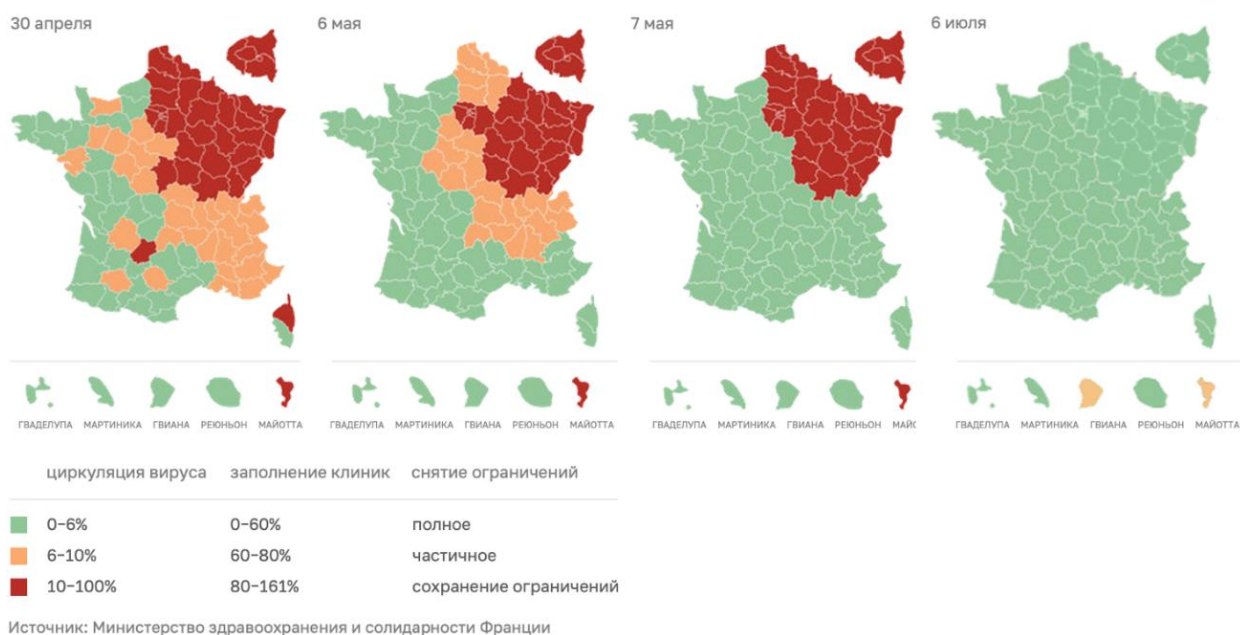 30 апреля
6 мая
7 мая
6 июля
ГВАДЕЛУПА МАРТИНИКА ГВИАНА РЕЮНЬОН МАЙОТТА
ГВАДЕЛУПА МАРТИНИКА ГВИАНА РЕЮНЬОН МАЙОТТА
ГВАДЕЛУПА МАРТИНИКА ГВИАНА РЕЮНЬОН МАЙО
ГВАДЕЛУПА МАРТИНИКА ГВИАНА РЕЮНЬОН МАЙОТТА
циркуляция вируса заполнение клиник снятие ограничений
0–6% 0–60% полное
6–10% 60–80% частичное
10–100% 80–161% сохранение ограничений
Источник: Министерство здравоохранения и солидарности Франции